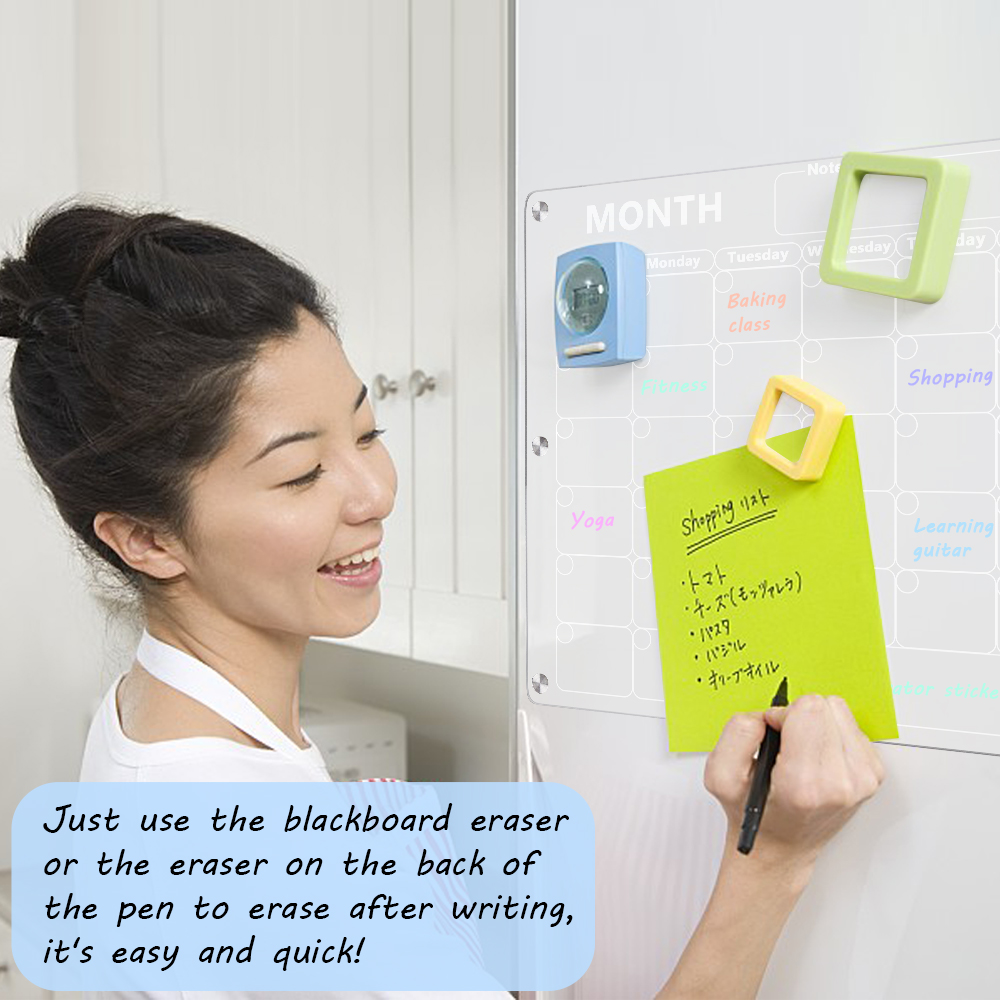 MONTH
Note
Monday Tuesday
Baking
class
Fitness
Shopping
Yoga
Learning
guitar
Shopping リスト
・トマト
・チーズ(モッツァレラ)
・パスタ
・バジル
・オリーブオイル
Just use the blackboard eraser
or the eraser on the back of
the pen to erase after writing,
it's easy and quick!